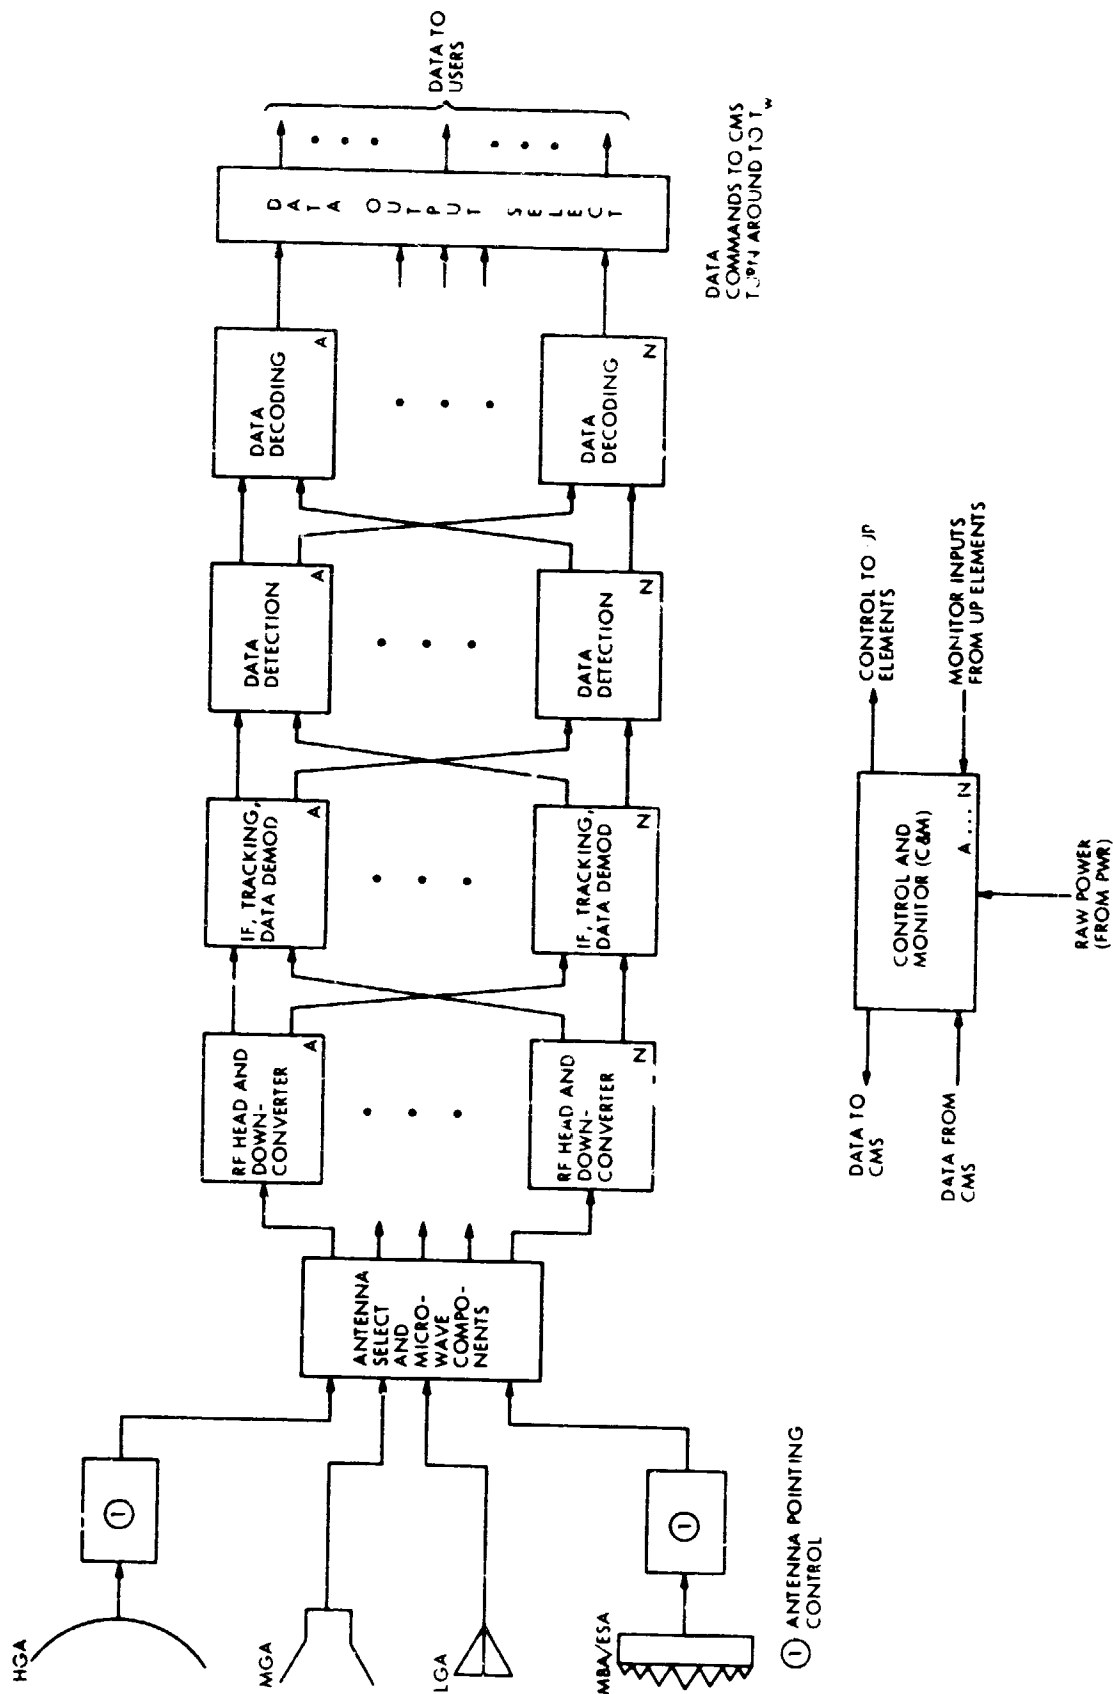 HGA
1
MGA
LGA
MBA/ESA
1
1 ANTENNA POINTING
CONTROL
ANTENNA
SELECT
AND
MICRO-
WAVE
COMPO-
NENTS
RF HEAD AND
DOWN-
CONVERTER
A
RF HEAD AND
DOWN-
CONVERTER
N
IF, TRACKING,
DATA DEMOD
A
IF, TRACKING,
DATA DEMOD
N
DATA
DETECTION
A
DATA
DETECTION
N
DATA
DECODING
A
DATA
DECODING
N
DATA OUTPUT SELECT
DATA TO
USERS
DATA
COMMANDS TO CMS
AROUND TO Tw
DATA TO
CMS
DATA FROM
CMS
CONTROL AND
MONITOR (C&M)
A ... N
CONTROL TO
ELEMENTS
MONITOR INPUTS
FROM UP ELEMENTS
RAW POWER
(FROM PWR)